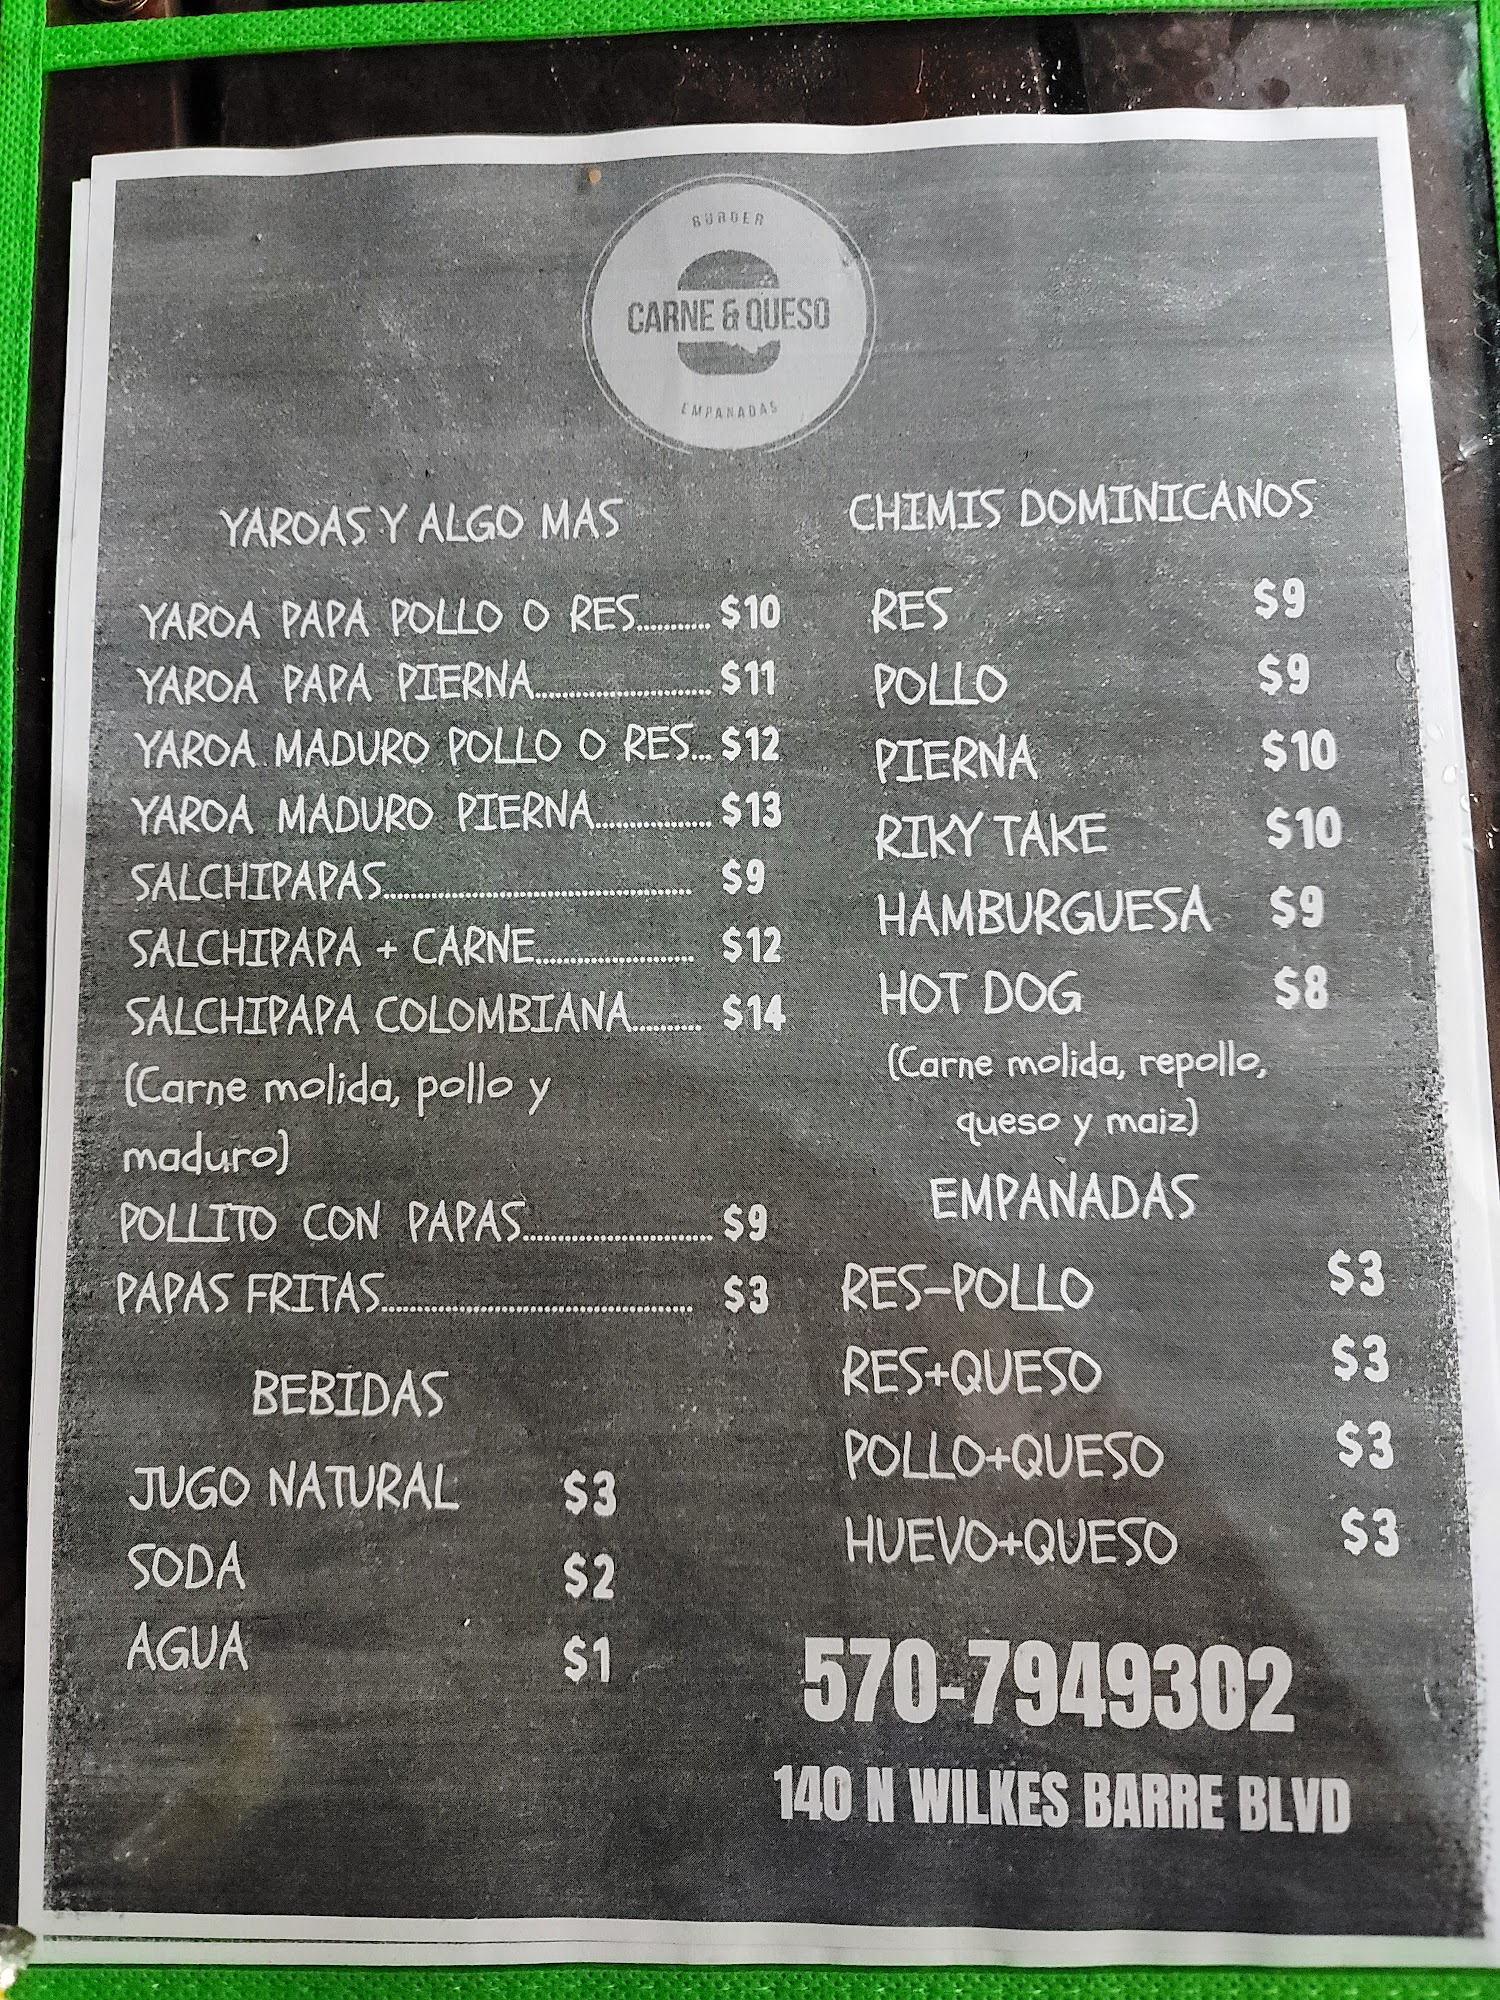 BURGER
CARNE & QUESO
EMPANADAS
YAROAS Y ALGO MAS
YAROA PAPA POLLO O RES........... $10
YAROA PAPA PIERNA.......................... $11
YAROA MADURO POLLO O RES... $12
YAROA MADURO PIERNA................. $13
SALCHIPAPAS............................................. $9
SALCHIPAPA + CARNE....................... $12
SALCHIPAPA COLOMBIANA.......... $14
(Carne molida, pollo y
maduro)
POLLITO CON PAPAS............................ $9
PAPAS FRITAS............................................. $3
BEBIDAS
JUGO NATURAL $3
SODA $2
AGUA $1
CHIMIS DOMINICANOS
RES $9
POLLO $9
PIERNA $10
RIKY TAKE $10
HAMBURGUESA $9
HOT DOG $8
(Carne molida, repollo,
queso y maiz)
EMPANADAS
RES-POLLO $3
RES+QUESO $3
POLLO+QUESO $3
HUEVO+QUESO $3
570-7949302
140 N WILKES BARRE BLVD